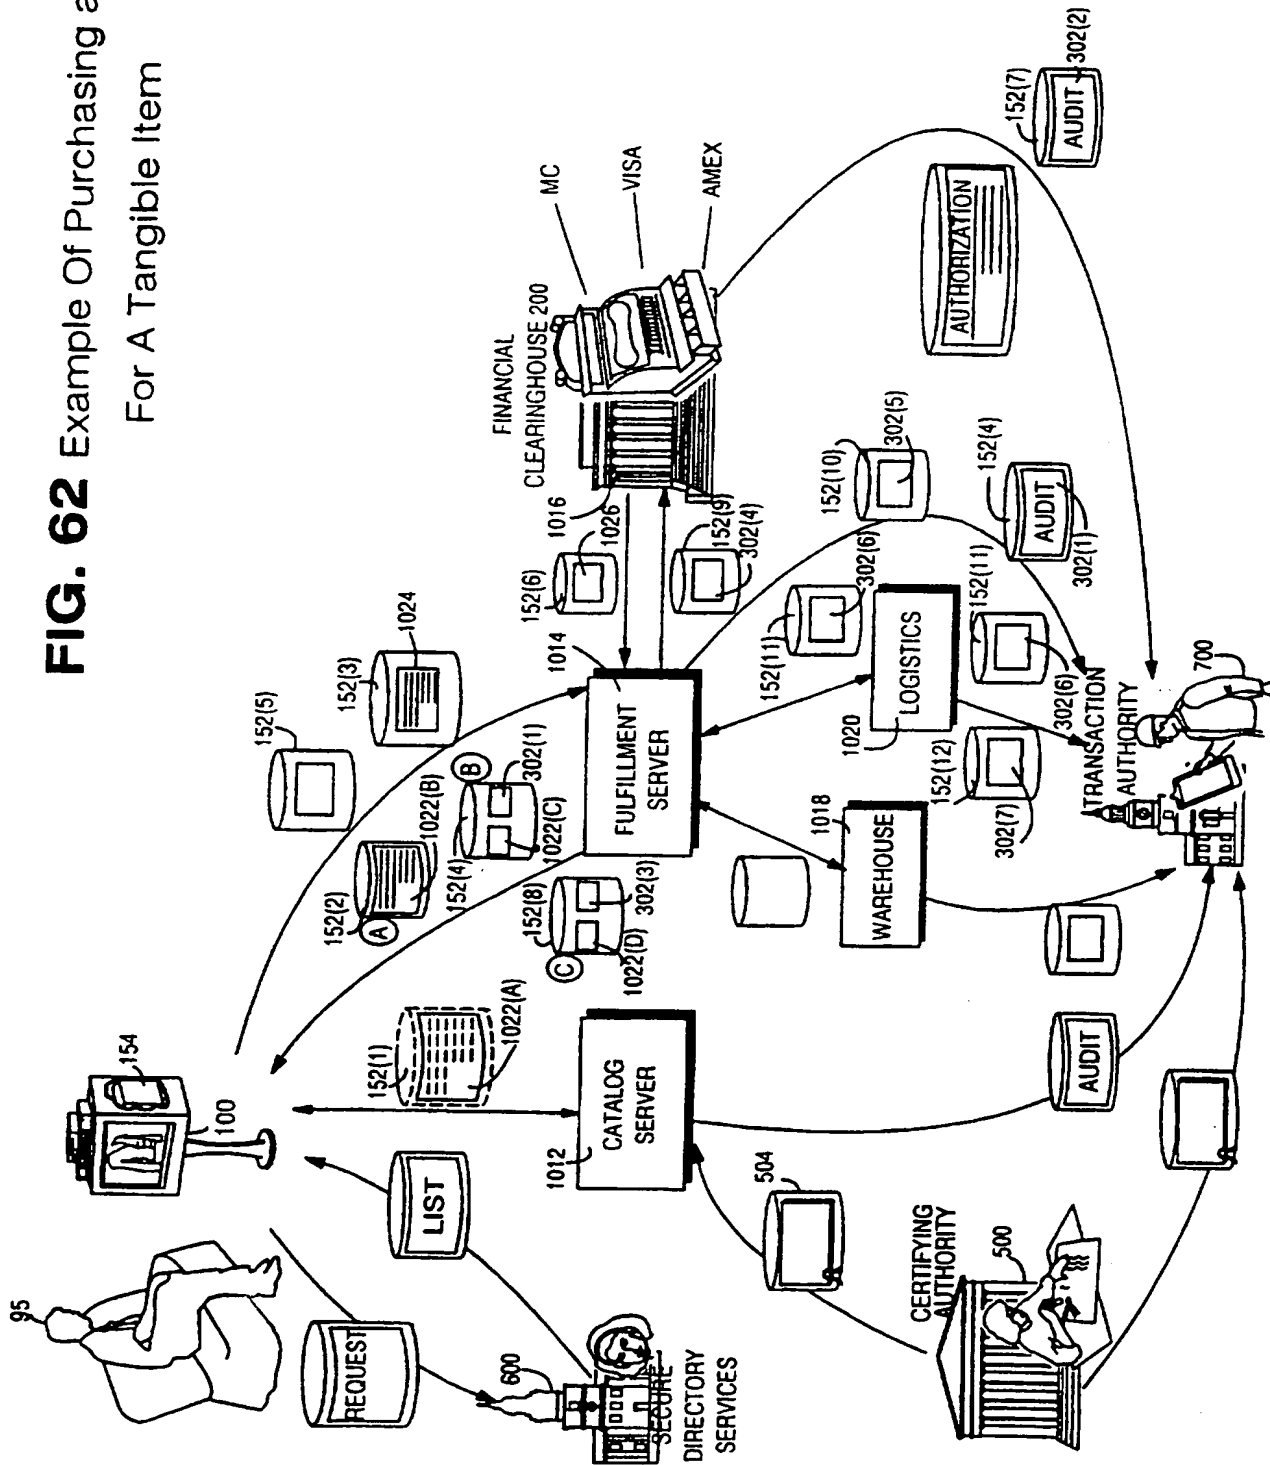 FIG. 62 Example Of Purchasing a
For A Tangible Item
95
154
100
REQUEST
LIST
600
SECURE
DIRECTORY
SERVICES
152(5)
152(3)
1024
152(2)
A
1022(B)
152(4)
B
302(1)
1022(C)
152(8)
C
302(3)
1022(D)
152(1)
1022(A)
1012
CATALOG
SERVER
1014
FULFILLMENT
SERVER
FINANCIAL
CLEARINGHOUSE 200
MC
VISA
AMEX
1016
152(6)
1026
152(9)
302(4)
152(10)
302(5)
152(11)
302(6)
1020
LOGISTICS
1018
WAREHOUSE
152(12)
302(7)
152(11)
302(6)
AUDIT
152(4)
302(1)
AUTHORIZATION
152(7)
AUDIT
302(2)
TRANSACTION
AUTHORITY
700
AUDIT
504
CERTIFYING
AUTHORITY
500